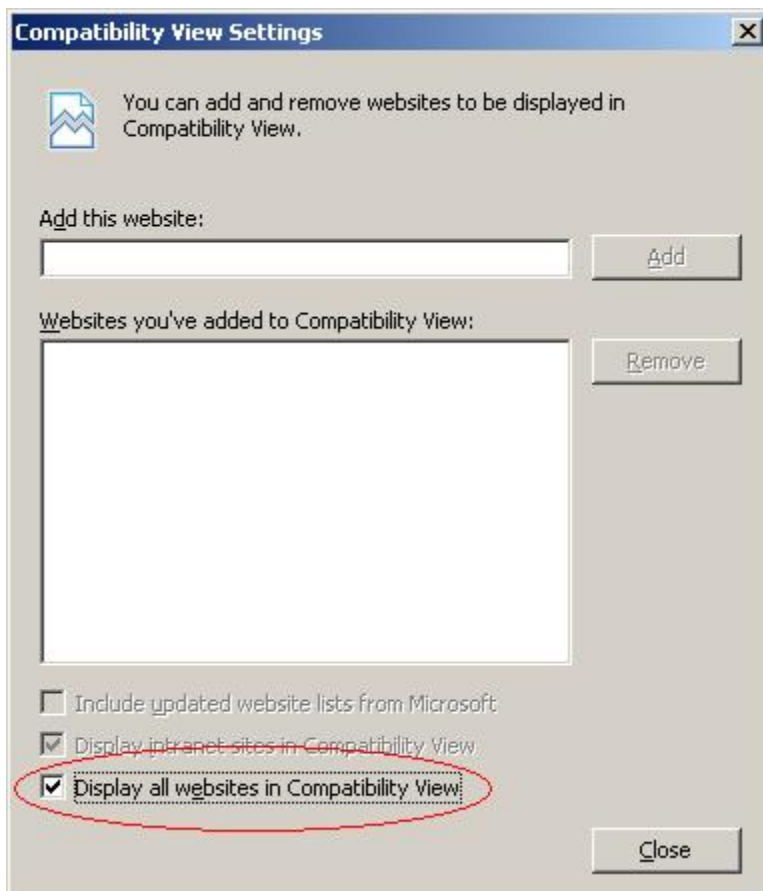 Compatibility View Settings
You can add and remove websites to be displayed in
Compatibility View.
Add this website:
Add
Websites you've added to Compatibility View:
Remove
Include updated website lists from Microsoft
Display intranet sites in Compatibility View
Display all websites in Compatibility View
Close